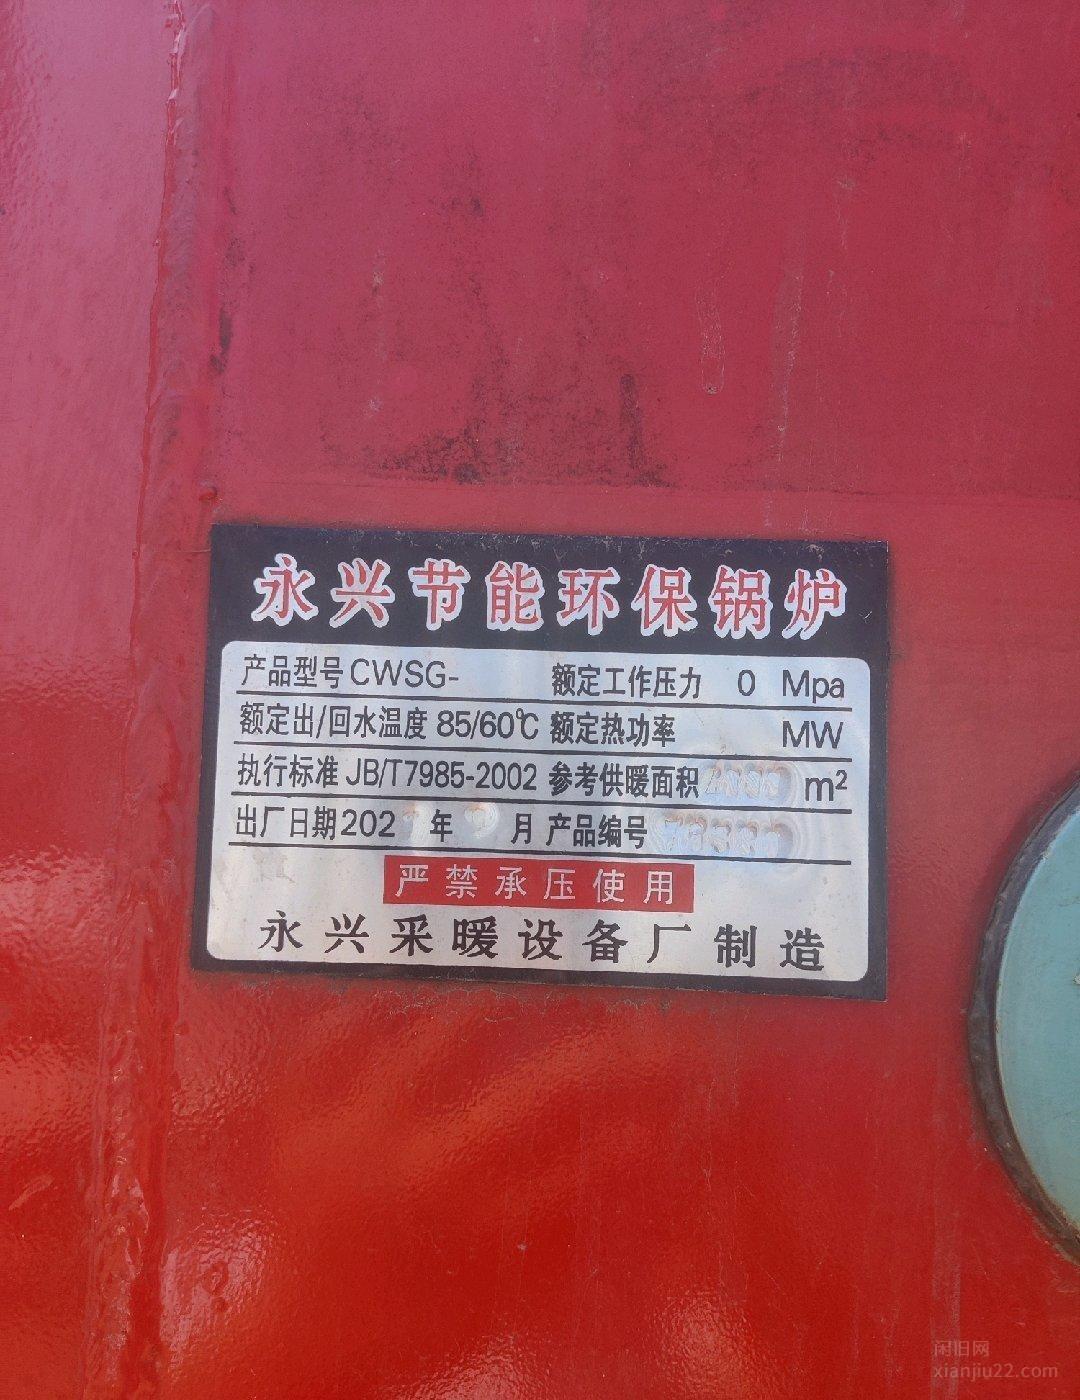 永兴节能环保锅炉
产品型号 CWSG- 额定工作压力 0 Mpa
额定出/回水温度 85/60℃ 额定热功率 MW
执行标准 JB/T7985-2002 参考供暖面积 m²
出厂日期 202 年 月 产品编号
严禁承压使用
永兴采暖设备厂制造
闲旧网
xianjiu22.com